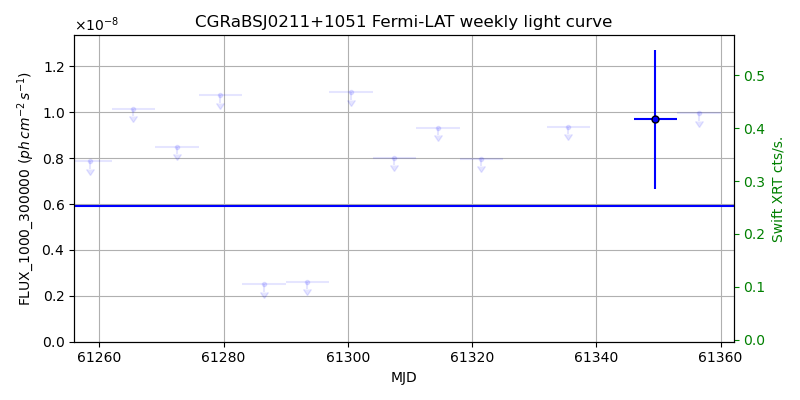 CGRaBSJ0211+1051 Fermi-LAT weekly light curve
×10⁻⁸
FLUX_1000_300000 (ph cm⁻² s⁻¹)
1.2
1.0
0.8
0.6
0.4
0.2
0.0
0.5
0.4
0.3
0.2
0.1
0.0
Swift XRT cts/s.
61260 61280 61300 61320 61340 61360
MJD